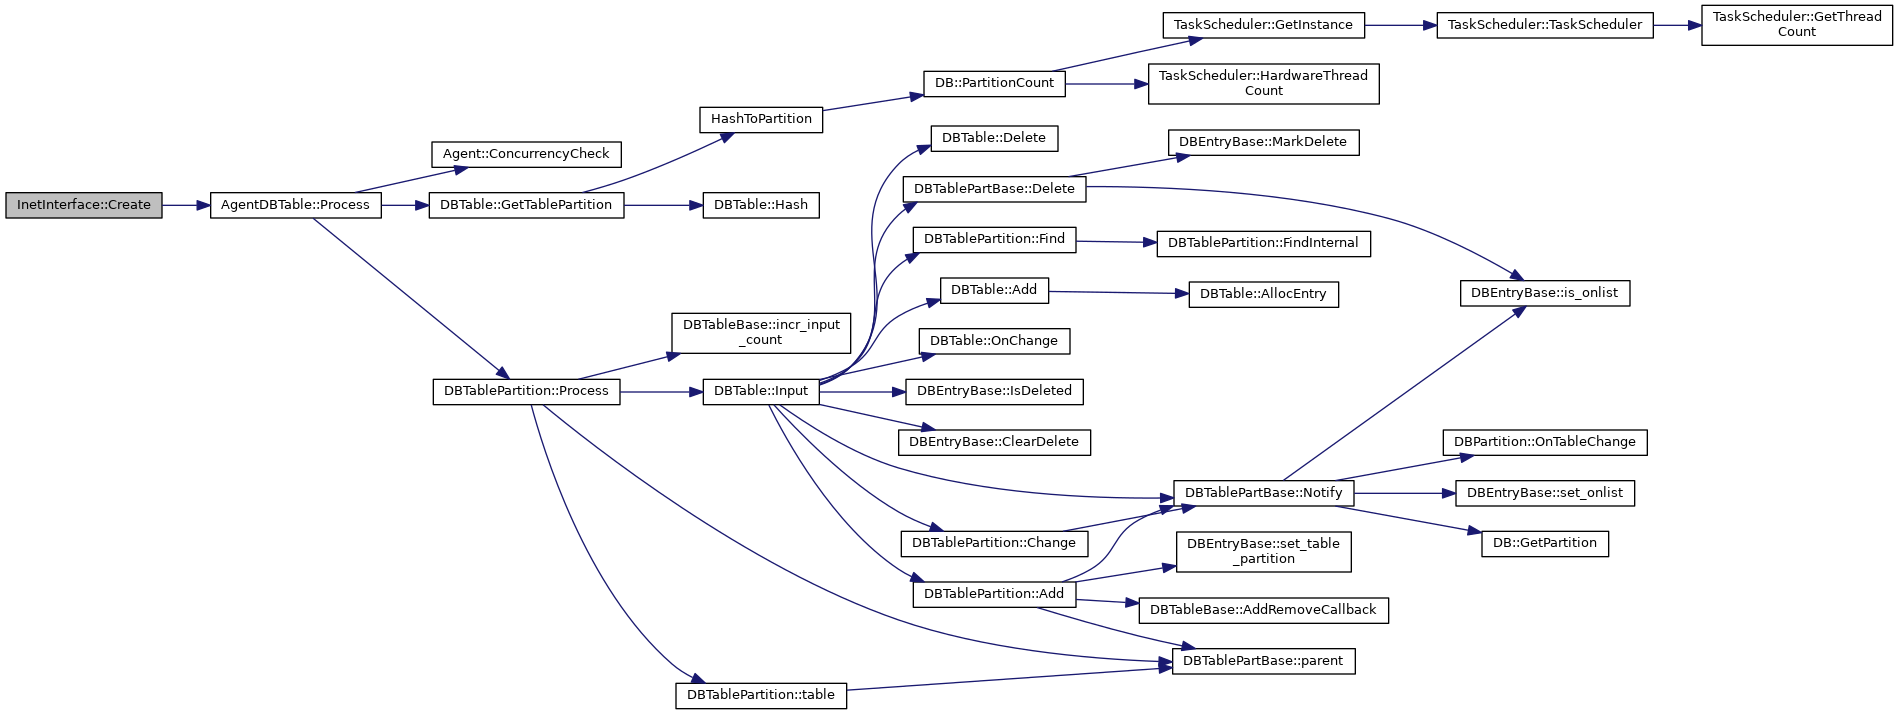 InetInterface::Create
AgentDBTable::Process
Agent::ConcurrencyCheck
DBTable::GetTablePartition
HashToPartition
DB::PartitionCount
TaskScheduler::GetInstance
TaskScheduler::TaskScheduler
TaskScheduler::GetThread
Count
TaskScheduler::HardwareThread
Count
DBTable::Hash
DBTablePartition::Process
DBTableBase::incr_input
_count
DBTable::Input
DBTable::Delete
DBTablePartBase::Delete
DBEntryBase::MarkDelete
DBEntryBase::is_onlist
DBTablePartition::Find
DBTablePartition::FindInternal
DBTable::Add
DBTable::AllocEntry
DBTable::OnChange
DBEntryBase::IsDeleted
DBEntryBase::ClearDelete
DBTablePartBase::Notify
DBPartition::OnTableChange
DBEntryBase::set_onlist
DB::GetPartition
DBTablePartition::Change
DBTablePartition::Add
DBEntryBase::set_table
_partition
DBTableBase::AddRemoveCallback
DBTablePartBase::parent
DBTablePartition::table